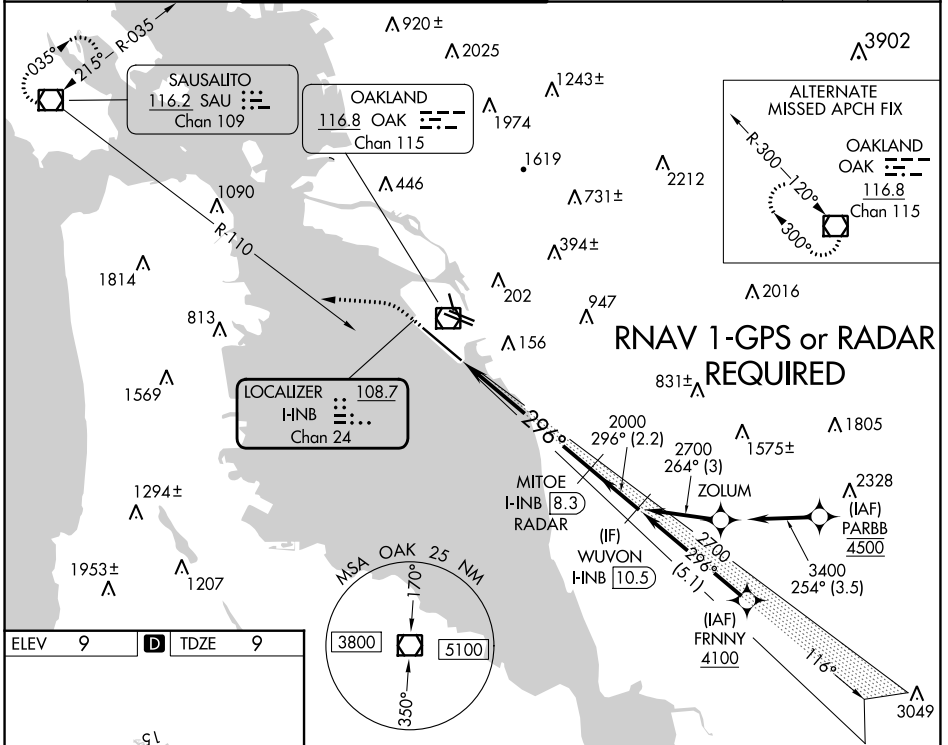 920±
2025
3902
035°
215°
R-035
SAUSALITO
116.2 SAU
Chan 109
OAKLAND
116.8 OAK
Chan 115
1243±
1974
1619
ALTERNATE
MISSED APCH FIX
R-300
120°
300°
OAKLAND
OAK
116.8
Chan 115
446
731±
2212
1090
R-110
394±
1814
202
2016
813
156
947
RNAV 1-GPS or RADAR
REQUIRED
LOCALIZER 108.7
I-INB
Chan 24
1569
831±
296°
2000
296° (2.2)
2700
264° (3)
1575±
1805
MITOE
I-INB 8.3
RADAR
ZOLUM
2328
(IAF)
PARBB
4500
1294±
(IF)
WUVON
I-INB 10.5
2700
296°
(5.1)
3400
254° (3.5)
1953±
1207
MSA OAK 25 NM
170°
3800
5100
350°
(IAF)
FRNNY
4100
116°
3049
ELEV 9 D TDZE 9
15